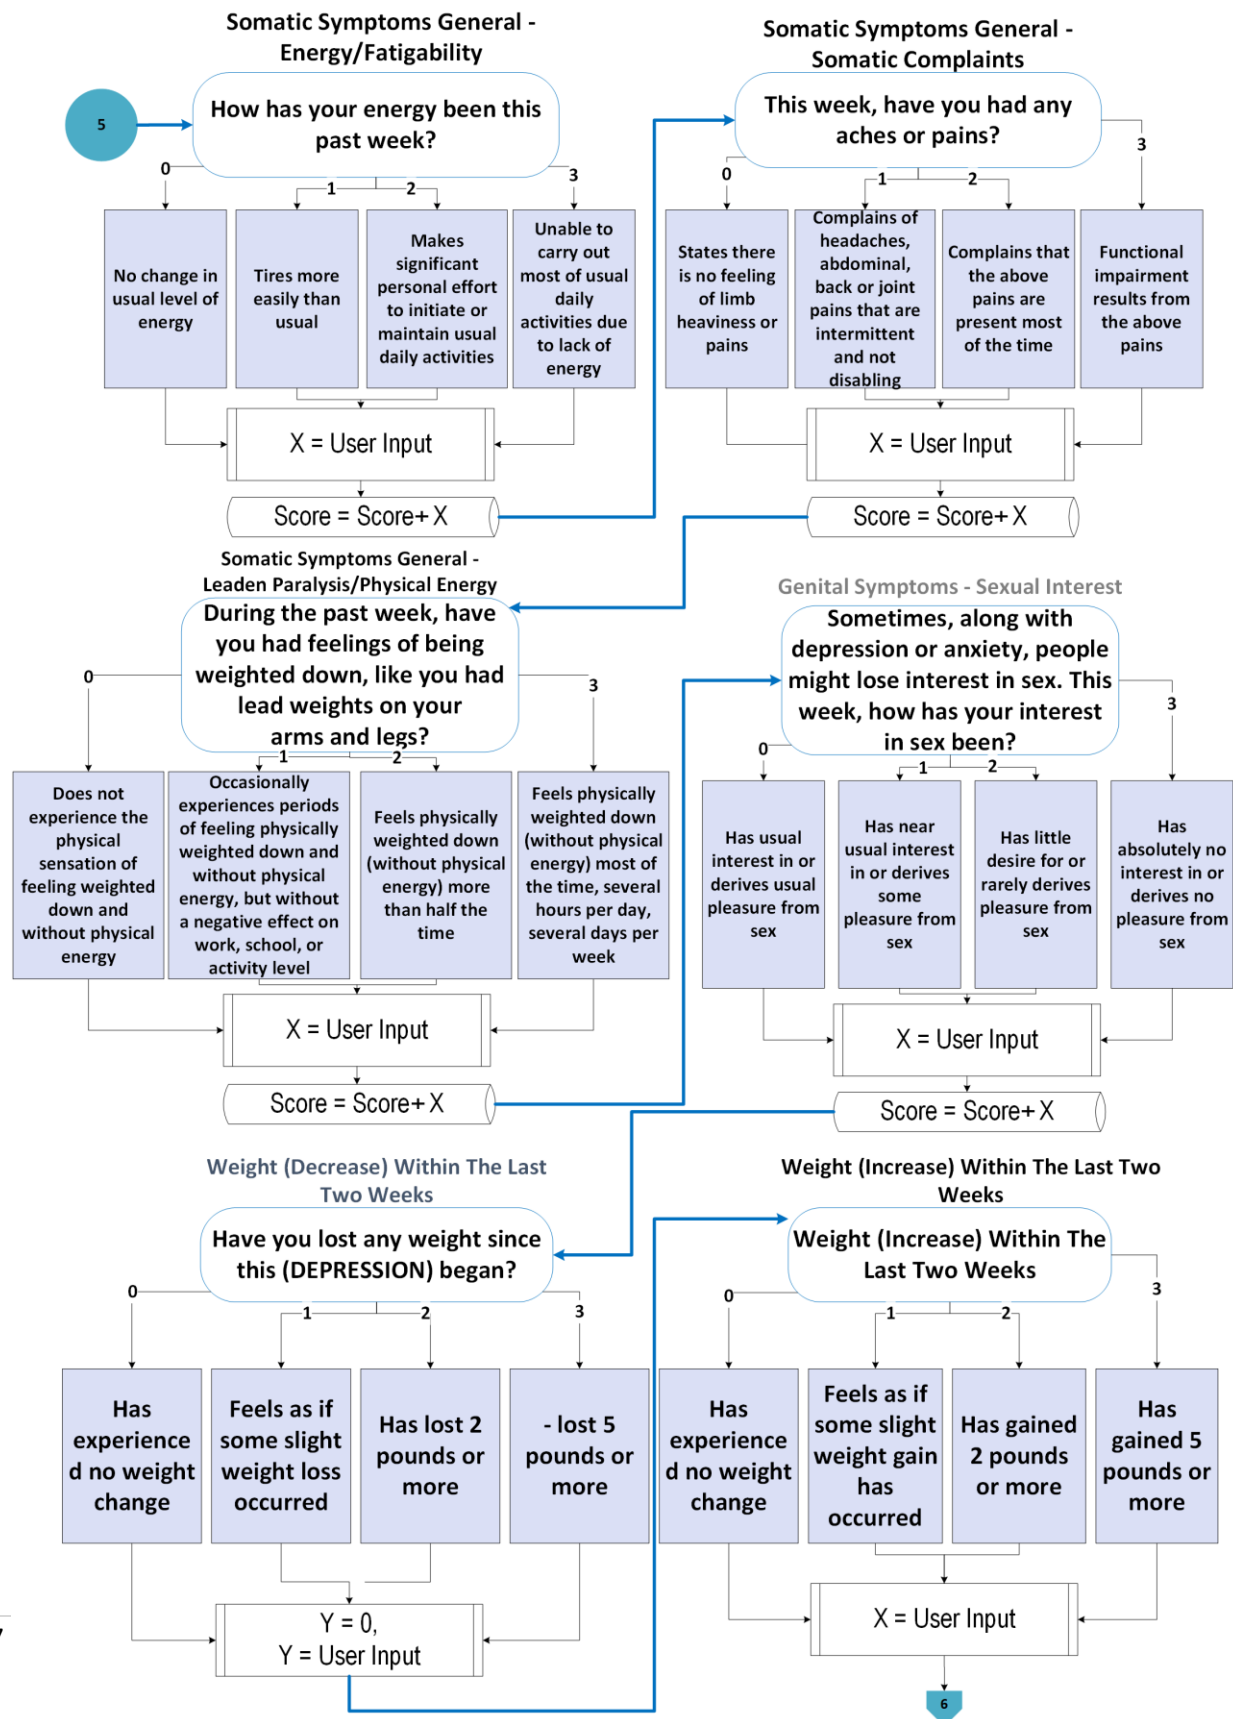 Somatic Symptoms General -
Energy/Fatigability
5
How has your energy been this
past week?
0
1
2
3
No change in
usual level of
energy
Tires more
easily than
usual
Makes
significant
personal effort
to initiate or
maintain usual
daily activities
Unable to
carry out
most of usual
daily
activities due
to lack of
energy
X = User Input
Score = Score+ X
Somatic Symptoms General -
Somatic Complaints
This week, have you had any
aches or pains?
0
1
2
3
States there
is no feeling
of limb
heaviness or
pains
Complains of
headaches,
abdominal,
back or joint
pains that are
intermittent
and not
disabling
Complains that
the above
pains are
present most
of the time
Functional
impairment
results from
the above
pains
X = User Input
Score = Score+ X
Somatic Symptoms General -
Leaden Paralysis/Physical Energy
During the past week, have
you had feelings of being
weighted down, like you had
lead weights on your
arms and legs?
0
1
2
3
Does not
experience the
physical
sensation of
feeling weighted
down and
without physical
energy
Occasionally
experiences periods
of feeling physically
weighted down and
without physical
energy, but without
a negative effect on
work, school, or
activity level
Feels physically
weighted down
(without physical
energy) more
than half the
time
Feels physically
weighted down
(without physical
energy) most of
the time, several
hours per day,
several days per
week
X = User Input
Score = Score+ X
Genital Symptoms - Sexual Interest
Sometimes, along with
depression or anxiety, people
might lose interest in sex. This
week, how has your interest
in sex been?
0
1
2
3
Has usual
interest in or
derives usual
pleasure from
sex
Has near
usual interest
in or derives
some
pleasure from
sex
Has little
desire for or
rarely derives
pleasure from
sex
Has
absolutely no
interest in or
derives no
pleasure from
sex
X = User Input
Score = Score+ X
Weight (Decrease) Within The Last
Two Weeks
Have you lost any weight since
this (DEPRESSION) began?
0
1
2
3
Has
experience
d no weight
change
Feels as if
some slight
weight loss
occurred
Has lost 2
pounds or
more
- lost 5
pounds or
more
Y = 0,
Y = User Input
Weight (Increase) Within The Last Two
Weeks
Weight (Increase) Within The
Last Two Weeks
0
1
2
3
Has
experience
d no weight
change
Feels as if
some slight
weight gain
has
occurred
Has gained
2 pounds
or more
Has
gained 5
pounds or
more
X = User Input
6